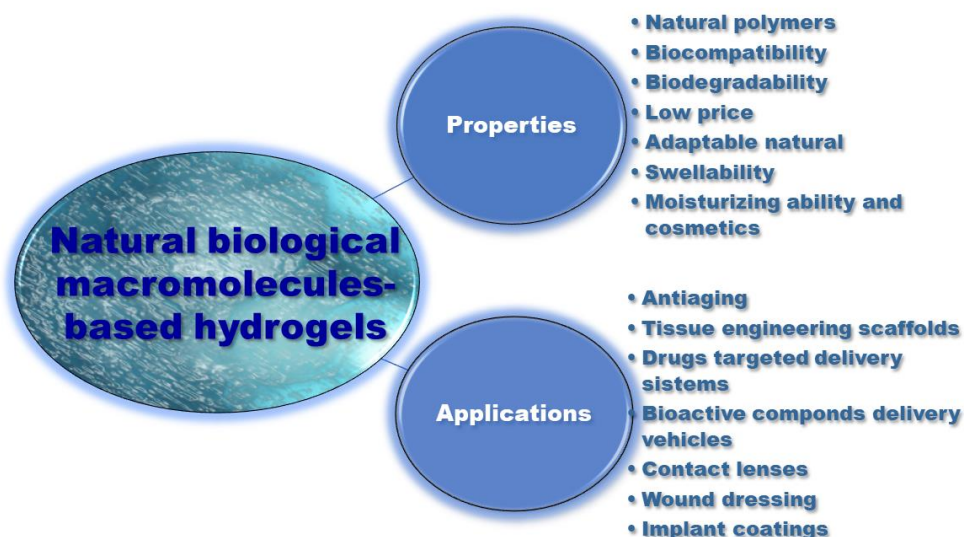 Natural biological
macromolecules-
based hydrogels
Properties
• Natural polymers
• Biocompatibility
• Biodegradability
• Low price
• Adaptable natural
• Swellability
• Moisturizing ability and
cosmetics
Applications
• Antiaging
• Tissue engineering scaffolds
• Drugs targeted delivery
sistems
• Bioactive componds delivery
vehicles
• Contact lenses
• Wound dressing
• Implant coatings